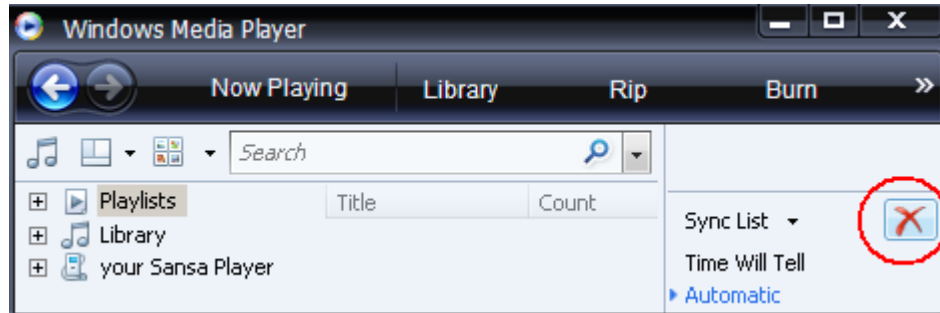 Windows Media Player
Now Playing Library Rip Burn »
Search
Playlists Title Count
Library
your Sansa Player
Sync List
Time Will Tell
Automatic